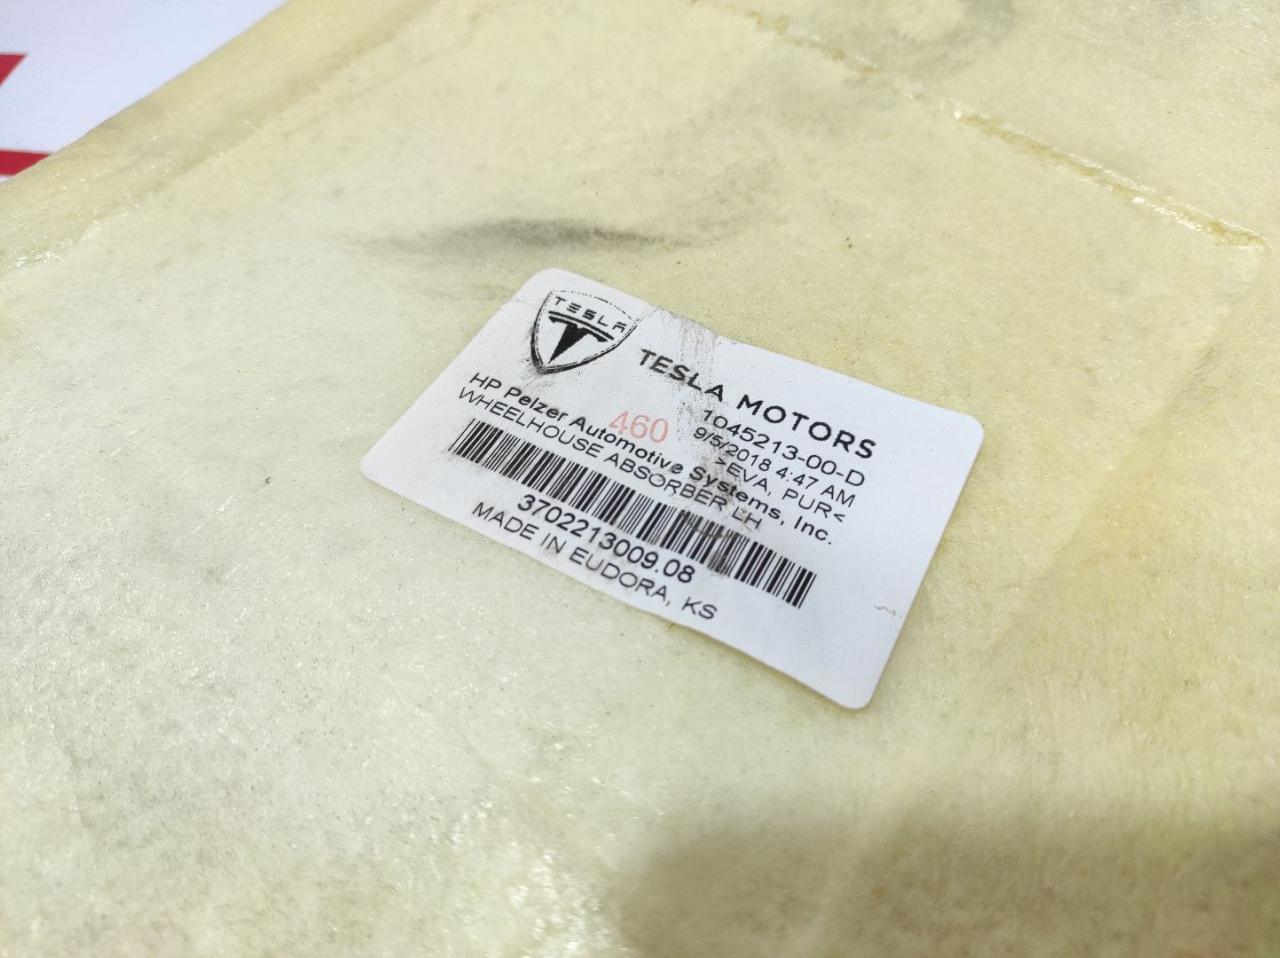 TESLA
TESLA MOTORS
1045213-00-D
9/5/2018 4:47 AM
>EVA, PUR<
460
HP Pelzer Automotive Systems, Inc.
WHEELHOUSE ABSORBER LH
3702213009.08
MADE IN EUDORA, KS